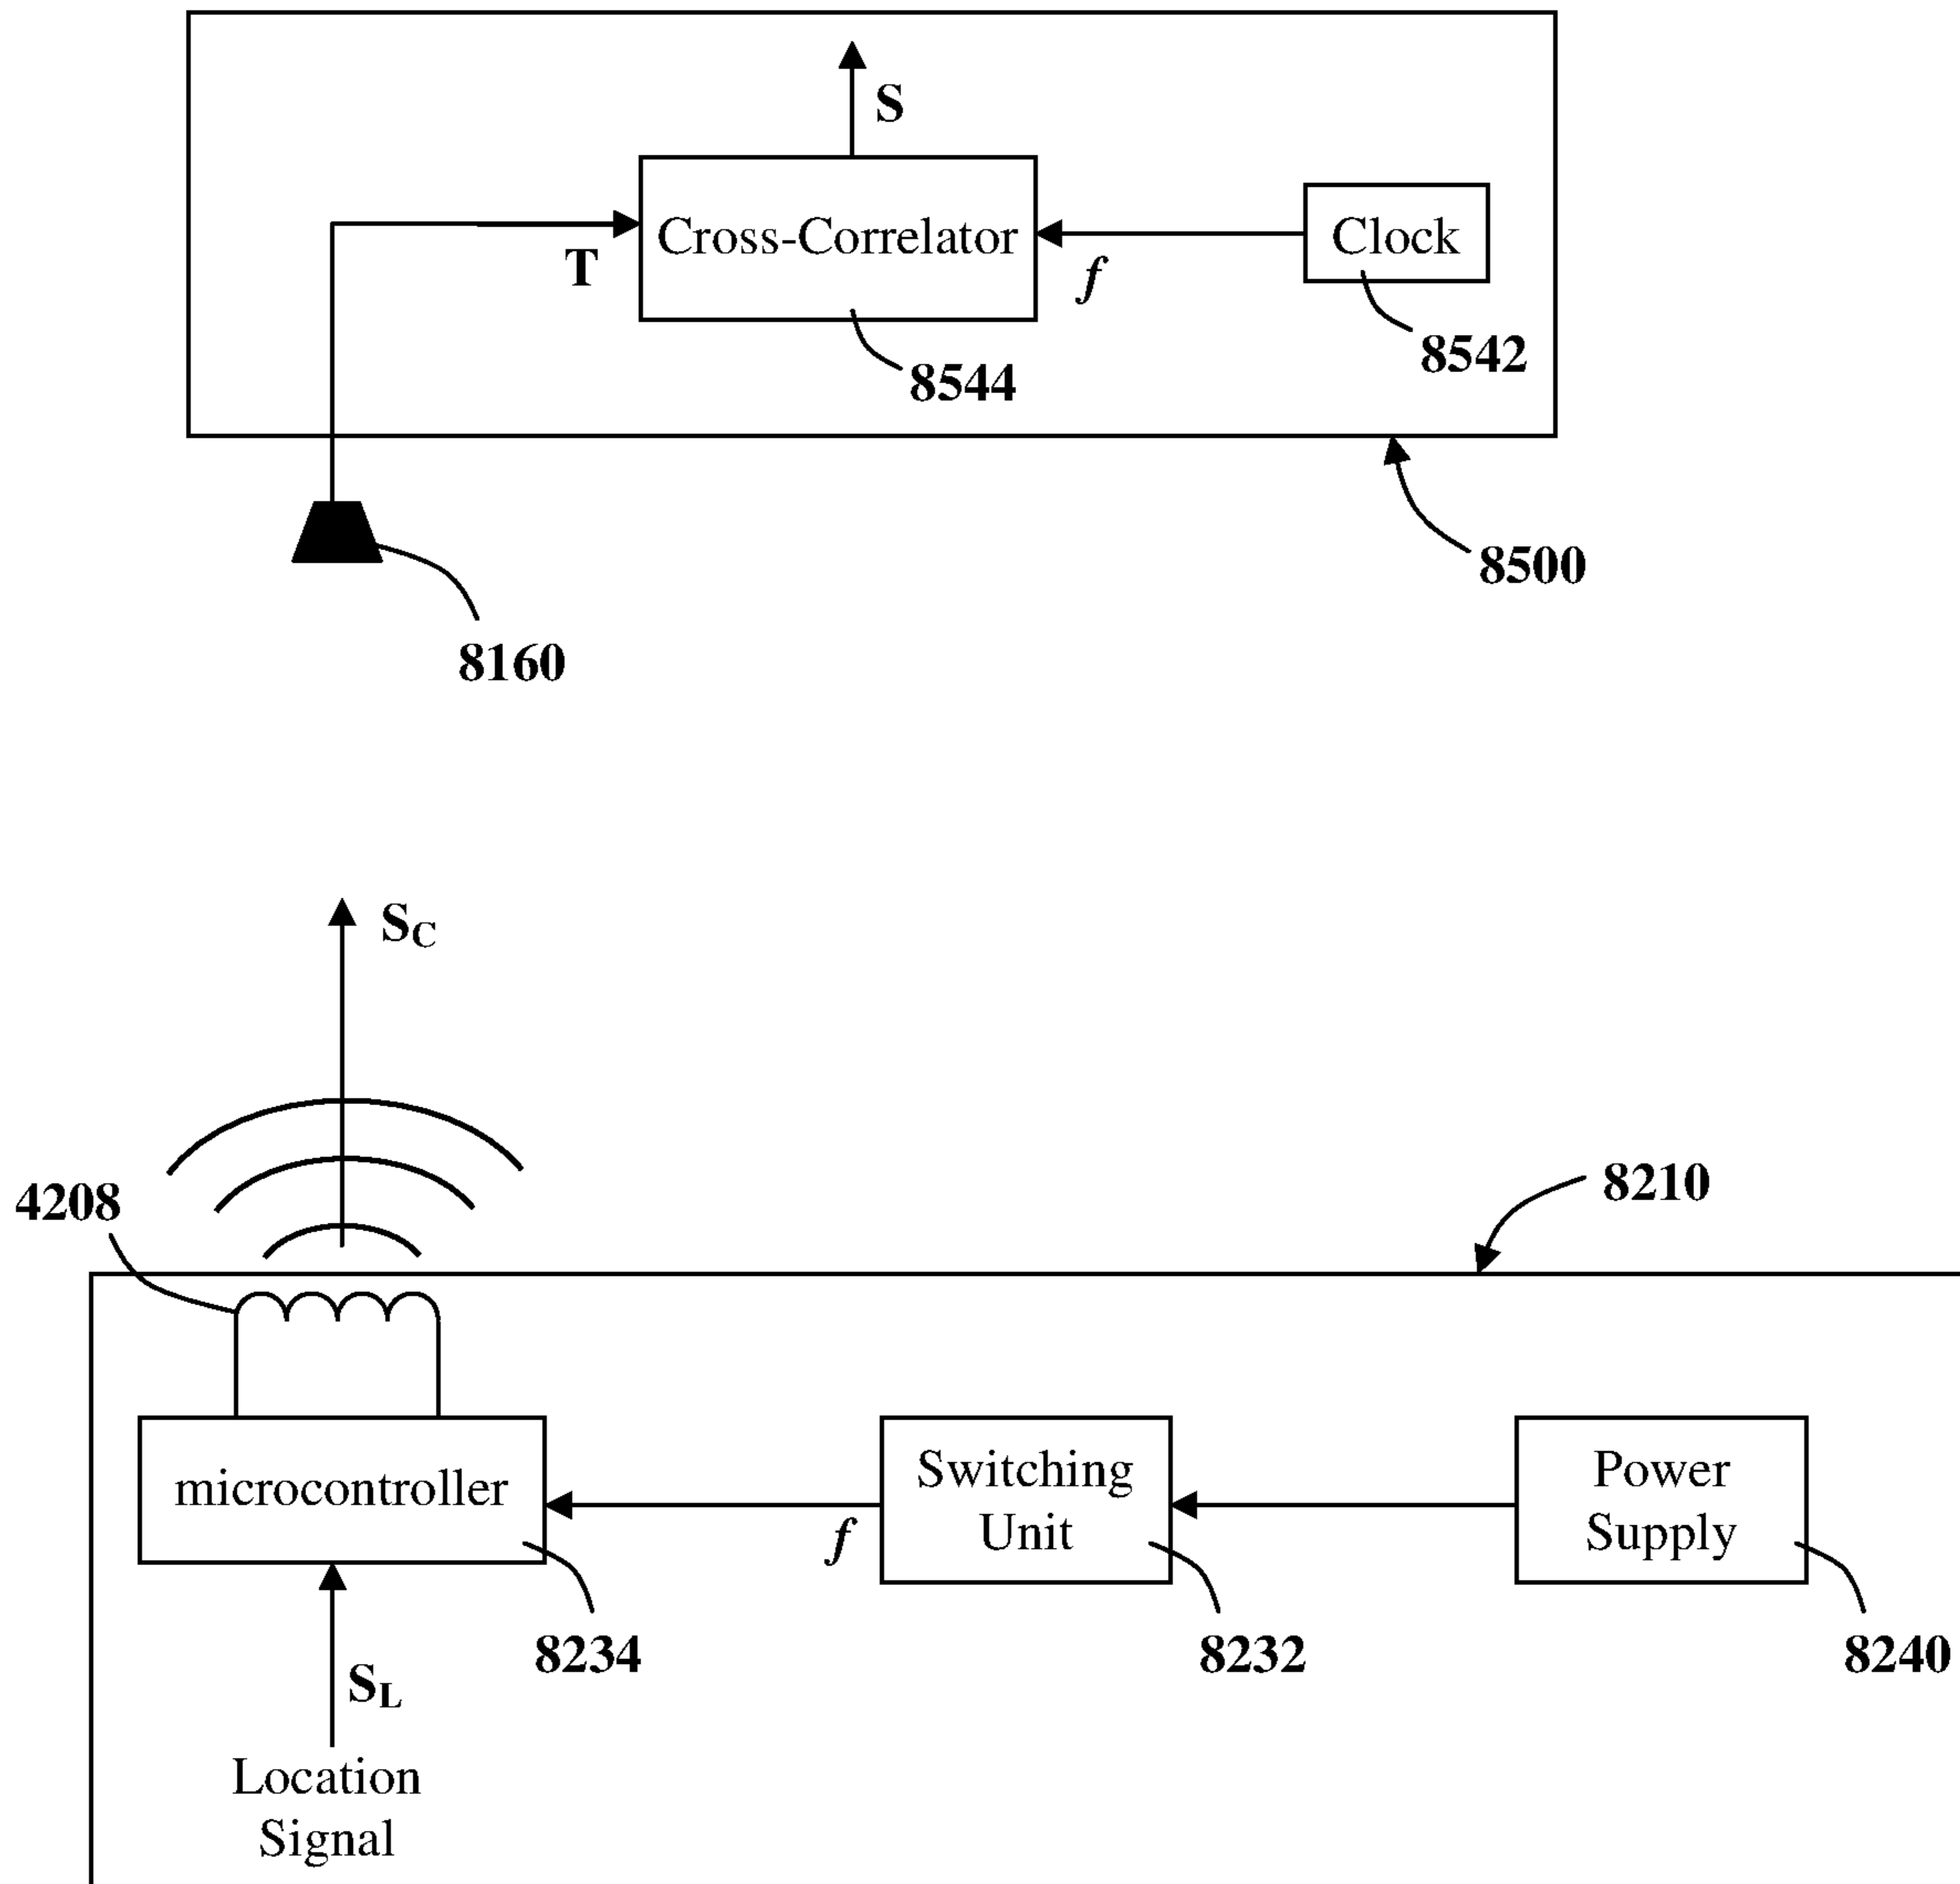 S
Cross-Correlator
Clock
T
f
8542
8544
8500
8160
SC
4208
8210
microcontroller
Switching
Unit
Power
Supply
f
8234
8232
8240
SL
Location
Signal